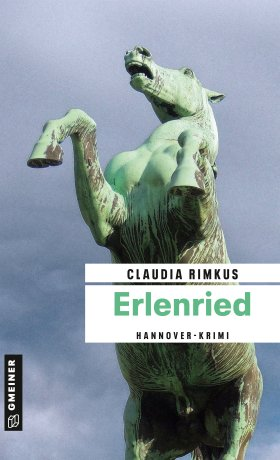 CLAUDIA RIMKUS
Erlenried
HANNOVER-KRIMI
GMEINER